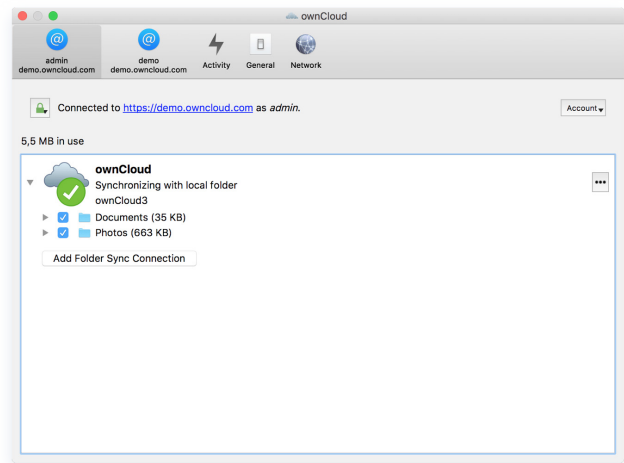 ownCloud
admin
demo.owncloud.com
demo
demo.owncloud.com
Activity
General
Network
Connected to https://demo.owncloud.com as admin.
Account
5,5 MB in use
ownCloud
Synchronizing with local folder
ownCloud3
Documents (35 KB)
Photos (663 KB)
Add Folder Sync Connection